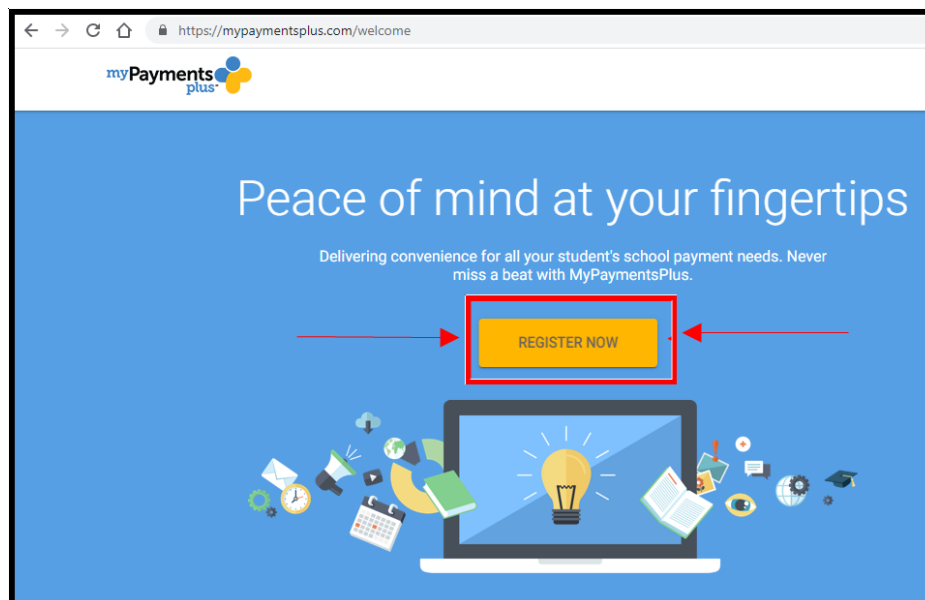 https://mypaymentsplus.com/welcome
myPayments
plus
Peace of mind at your fingertips
Delivering convenience for all your student's school payment needs. Never
miss a beat with MyPaymentsPlus.
REGISTER NOW